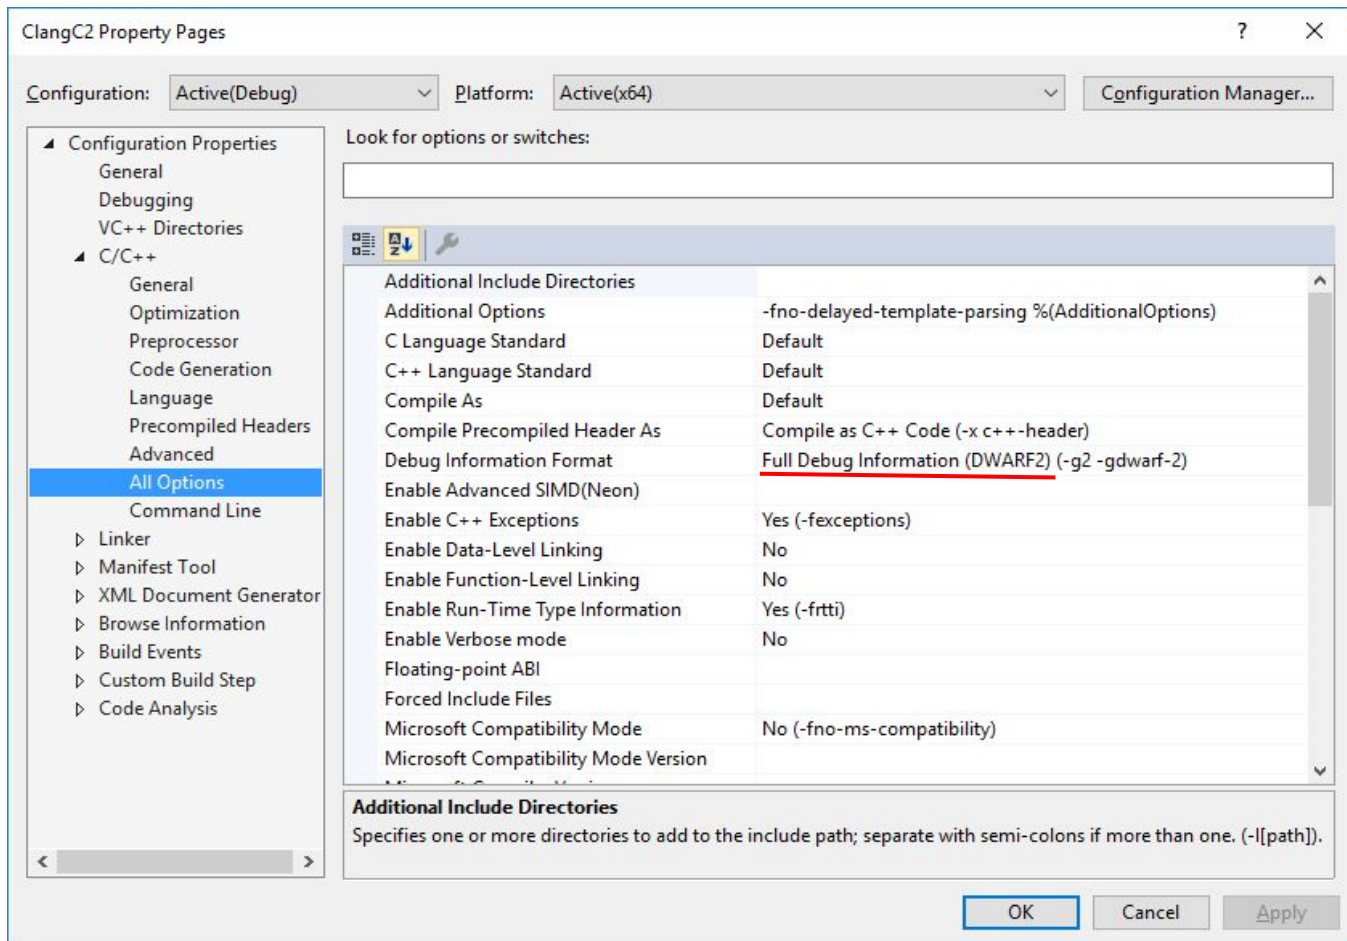 ClangC2 Property Pages ?
Configuration: Active(Debug) Platform: Active(x64) Configuration Manager...
Configuration Properties
General
Debugging
VC++ Directories
C/C++
General
Optimization
Preprocessor
Code Generation
Language
Precompiled Headers
Advanced
All Options
Command Line
Linker
Manifest Tool
XML Document Generator
Browse Information
Build Events
Custom Build Step
Code Analysis
Look for options or switches:
Additional Include Directories
Additional Options -fno-delayed-template-parsing %(AdditionalOptions)
C Language Standard Default
C++ Language Standard Default
Compile As Default
Compile Precompiled Header As Compile as C++ Code (-x c++-header)
Debug Information Format Full Debug Information (DWARF2) (-g2 -gdwarf-2)
Enable Advanced SIMD(Neon)
Enable C++ Exceptions Yes (-fexceptions)
Enable Data-Level Linking No
Enable Function-Level Linking No
Enable Run-Time Type Information Yes (-frtti)
Enable Verbose mode No
Floating-point ABI
Forced Include Files
Microsoft Compatibility Mode No (-fno-ms-compatibility)
Microsoft Compatibility Mode Version
Additional Include Directories
Specifies one or more directories to add to the include path; separate with semi-colons if more than one. (-I[path]).
OK Cancel Apply